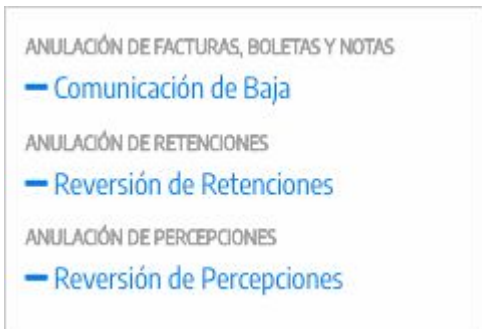 ANULACIÓN DE FACTURAS, BOLETAS Y NOTAS
Comunicación de Baja
ANULACIÓN DE RETENCIONES
Reversión de Retenciones
ANULACIÓN DE PERCEPCIONES
Reversión de Percepciones